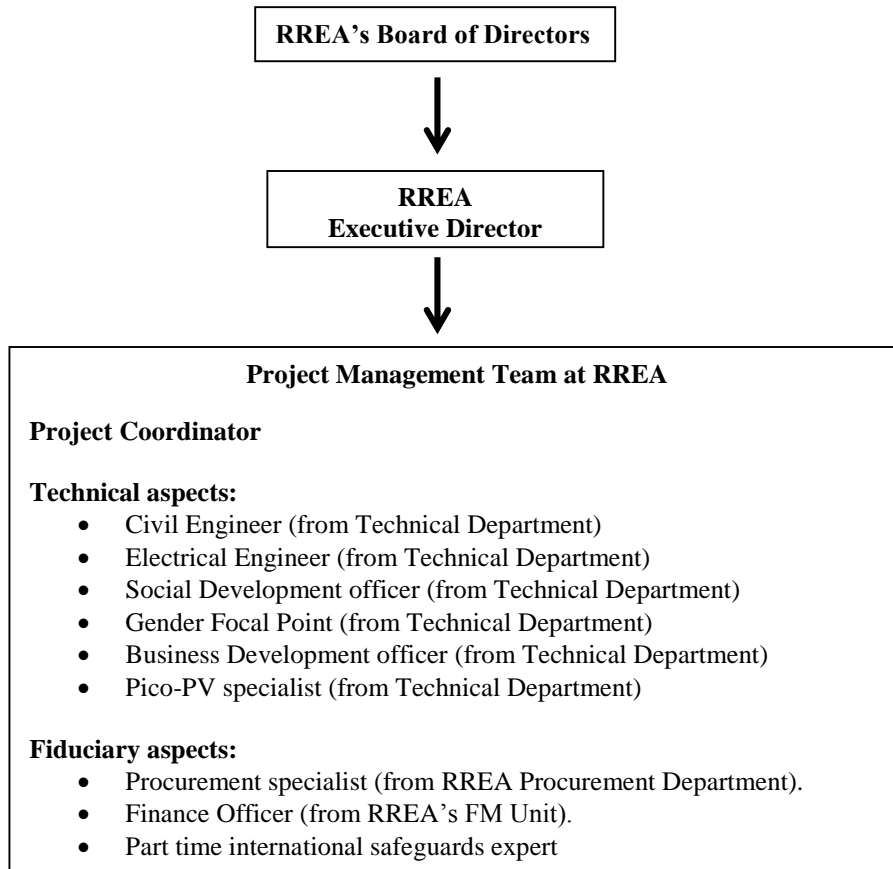 RREA’s Board of Directors
RREA
Executive Director
Project Management Team at RREA
Project Coordinator
Technical aspects:
• Civil Engineer (from Technical Department)
• Electrical Engineer (from Technical Department)
• Social Development officer (from Technical Department)
• Gender Focal Point (from Technical Department)
• Business Development officer (from Technical Department)
• Pico-PV specialist (from Technical Department)
Fiduciary aspects:
• Procurement specialist (from RREA Procurement Department).
• Finance Officer (from RREA’s FM Unit).
• Part time international safeguards expert